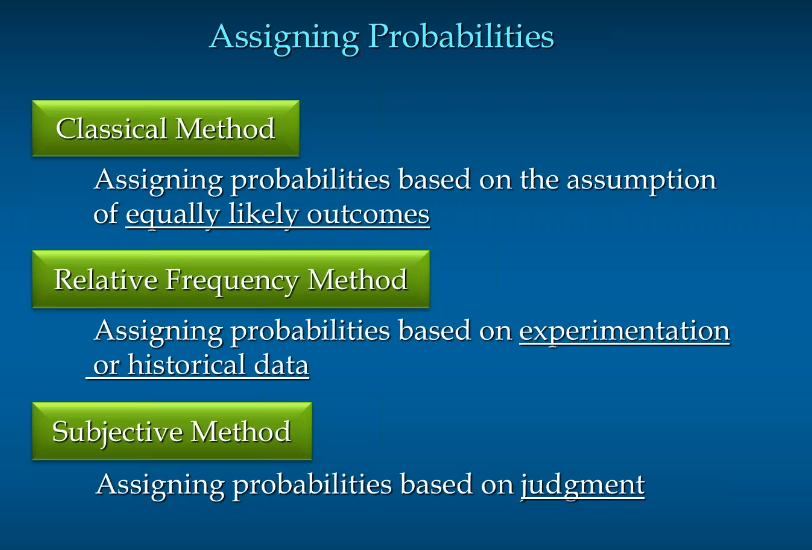 Assigning Probabilities
Classical Method
Assigning probabilities based on the assumption
of equally likely outcomes
Relative Frequency Method
Assigning probabilities based on experimentation
or historical data
Subjective Method
Assigning probabilities based on judgment